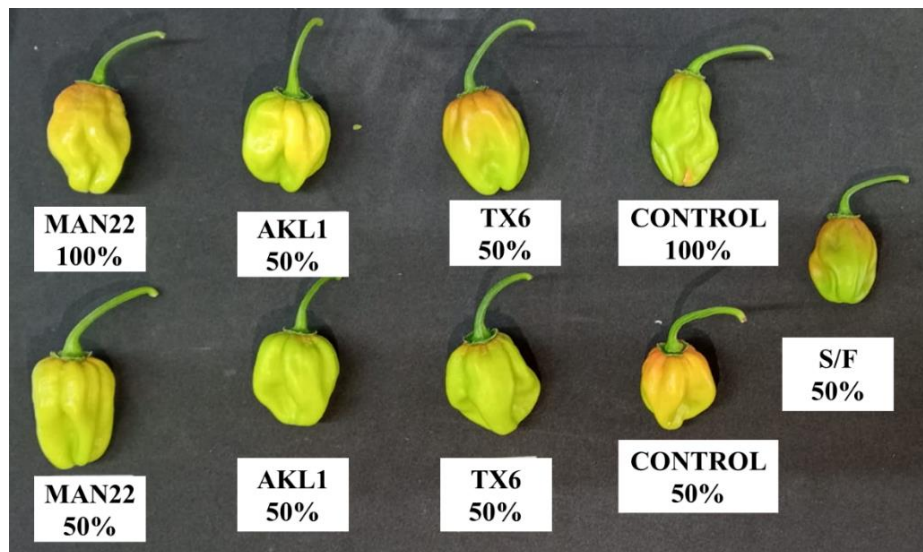 MAN22
100%
AKL1
50%
TX6
50%
CONTROL
100%
S/F
50%
MAN22
50%
AKL1
50%
TX6
50%
CONTROL
50%